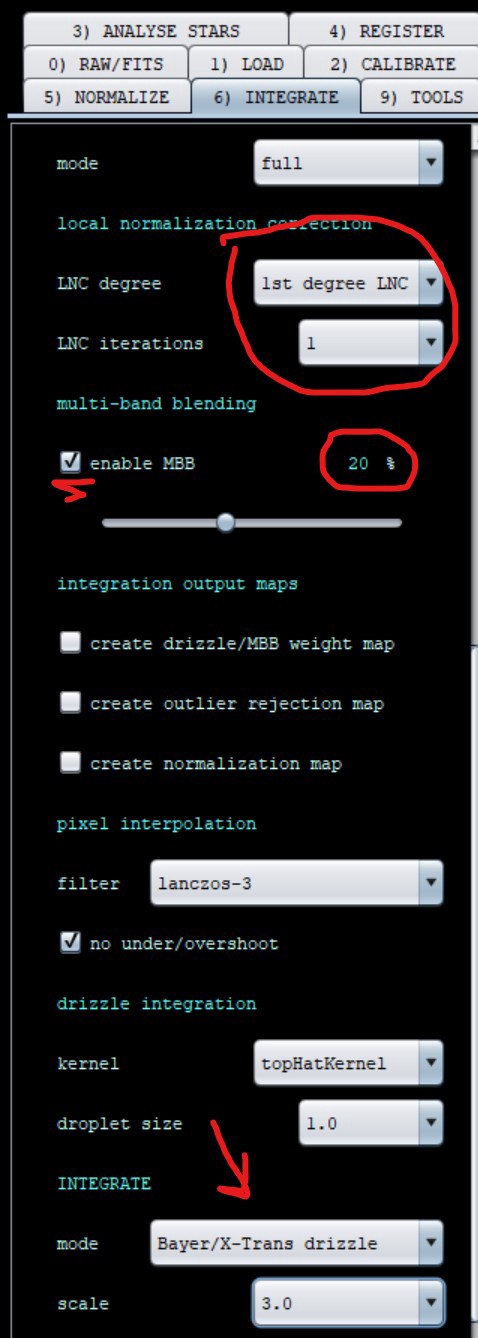 3) ANALYSE STARS 4) REGISTER
0) RAW/FITS 1) LOAD 2) CALIBRATE
5) NORMALIZE 6) INTEGRATE 9) TOOLS
mode full
local normalization correction
LNC degree 1st degree LNC
LNC iterations 1
multi-band blending
enable MBB 20 %
integration output maps
create drizzle/MBB weight map
create outlier rejection map
create normalization map
pixel interpolation
filter lanczos-3
no under/overshoot
drizzle integration
kernel topHatKernel
droplet size 1.0
INTEGRATE
mode Bayer/X-Trans drizzle
scale 3.0